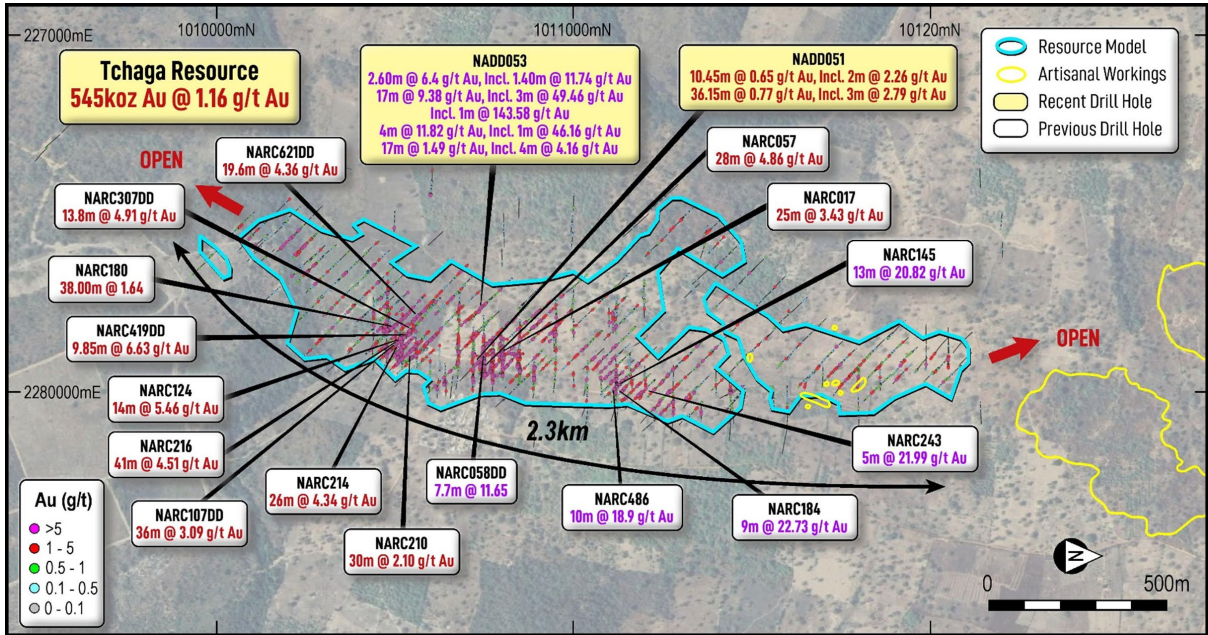 227000mE
1010000mN
1011000mN
10120mN
Tchaga Resource
545koz Au @ 1.16 g/t Au
NADD053
2.60m @ 6.4 g/t Au, Incl. 1.40m @ 11.74 g/t Au
17m @ 9.38 g/t Au, Incl. 3m @ 49.46 g/t Au
Incl. 1m @ 143.58 g/t Au
4m @ 11.82 g/t Au, Incl. 1m @ 46.16 g/t Au
17m @ 1.49 g/t Au, Incl. 4m @ 4.16 g/t Au
NADD051
10.45m @ 0.65 g/t Au, Incl. 2m @ 2.26 g/t Au
36.15m @ 0.77 g/t Au, Incl. 3m @ 2.79 g/t Au
Resource Model
Artisanal Workings
Recent Drill Hole
Previous Drill Hole
OPEN
NARC621DD
19.6m @ 4.36 g/t Au
NARC057
28m @ 4.86 g/t Au
NARC307DD
13.8m @ 4.91 g/t Au
NARC017
25m @ 3.43 g/t Au
NARC180
38.00m @ 1.64
NARC145
13m @ 20.82 g/t Au
NARC419DD
9.85m @ 6.63 g/t Au
OPEN
2280000mE
NARC124
14m @ 5.46 g/t Au
2.3km
NARC216
41m @ 4.51 g/t Au
NARC243
5m @ 21.99 g/t Au
NARC214
26m @ 4.34 g/t Au
NARC058DD
7.7m @ 11.65
NARC486
10m @ 18.9 g/t Au
NARC184
9m @ 22.73 g/t Au
NARC107DD
36m @ 3.09 g/t Au
NARC210
30m @ 2.10 g/t Au
Au (g/t)
>5
1 - 5
0.5 - 1
0.1 - 0.5
0 - 0.1
N
0
500m